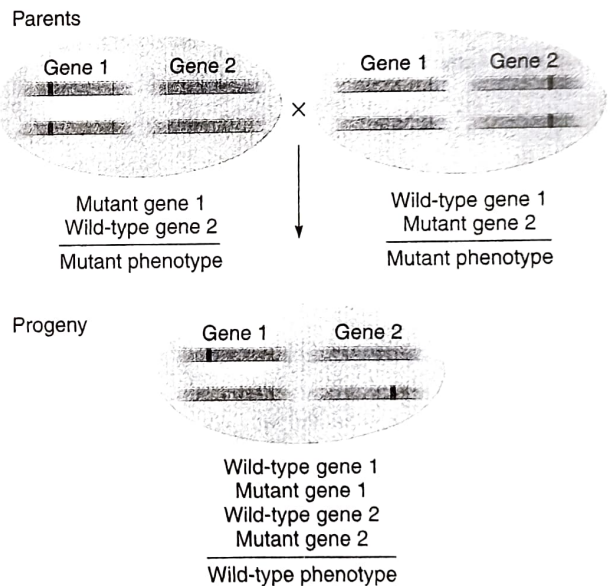 Parents
Gene 1 Gene 2
×
Gene 1 Gene 2
Mutant gene 1
Wild-type gene 2
Mutant phenotype
Wild-type gene 1
Mutant gene 2
Mutant phenotype
Progeny
Gene 1 Gene 2
Wild-type gene 1
Mutant gene 1
Wild-type gene 2
Mutant gene 2
Wild-type phenotype